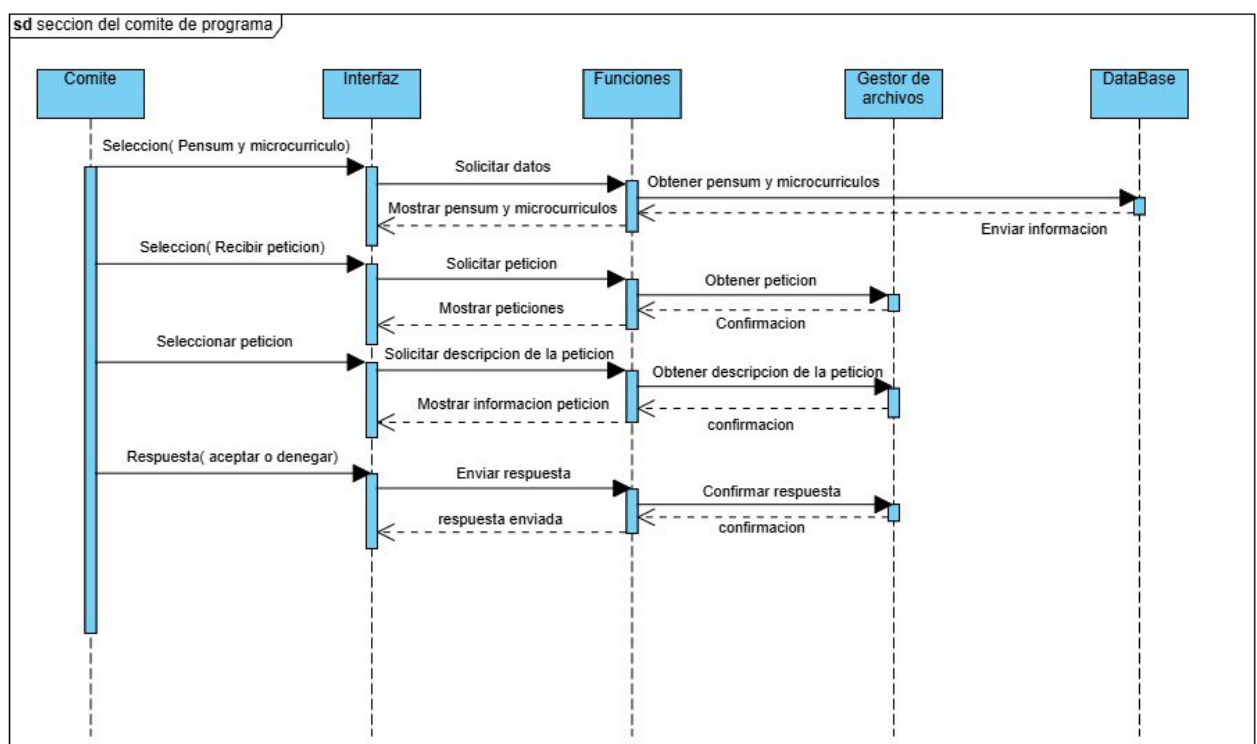 sd seccion del comite de programa
Comite
Interfaz
Funciones
Gestor de
archivos
DataBase
Seleccion( Pensum y microcurriculo)
Solicitar datos
Obtener pensum y microcurriculos
Mostrar pensum y microcurriculos
Enviar informacion
Seleccion( Recibir peticion)
Solicitar peticion
Obtener peticion
Mostrar peticiones
Confirmacion
Seleccionar peticion
Solicitar descripcion de la peticion
Obtener descripcion de la peticion
Mostrar informacion peticion
confirmacion
Respuesta( aceptar o denegar)
Enviar respuesta
Confirmar respuesta
respuesta enviada
confirmacion